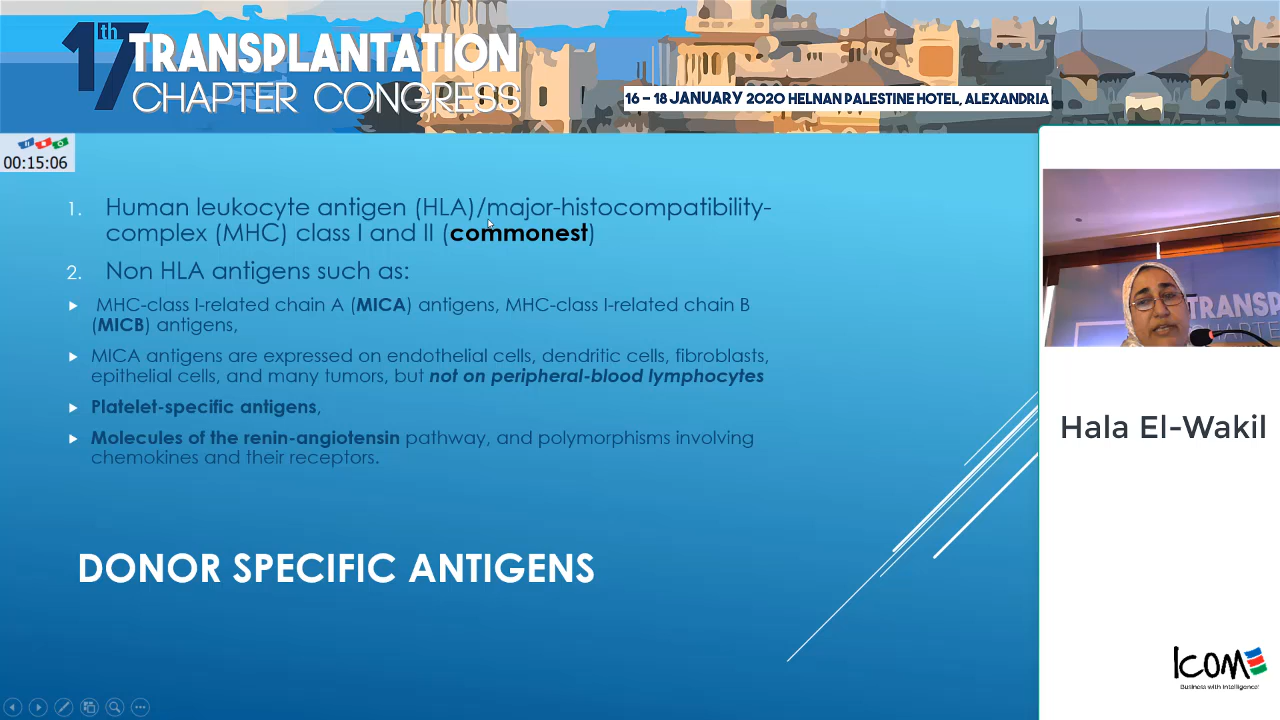 17th TRANSPLANTATION
CHAPTER CONGRESS
16 – 18 JANUARY 2020 HELNAN PALESTINE HOTEL, ALEXANDRIA
00:15:06
1. Human leukocyte antigen (HLA)/major-histocompatibility-
complex (MHC) class I and II (commonest)
2. Non HLA antigens such as:
MHC-class I-related chain A (MICA) antigens, MHC-class I-related chain B
(MICB) antigens,
MICA antigens are expressed on endothelial cells, dendritic cells, fibroblasts,
epithelial cells, and many tumors, but not on peripheral-blood lymphocytes
Platelet-specific antigens,
Molecules of the renin-angiotensin pathway, and polymorphisms involving
chemokines and their receptors.
DONOR SPECIFIC ANTIGENS
TRANSP
CHAPTE
Hala El-Wakil
ICOM
Business with Intelligence